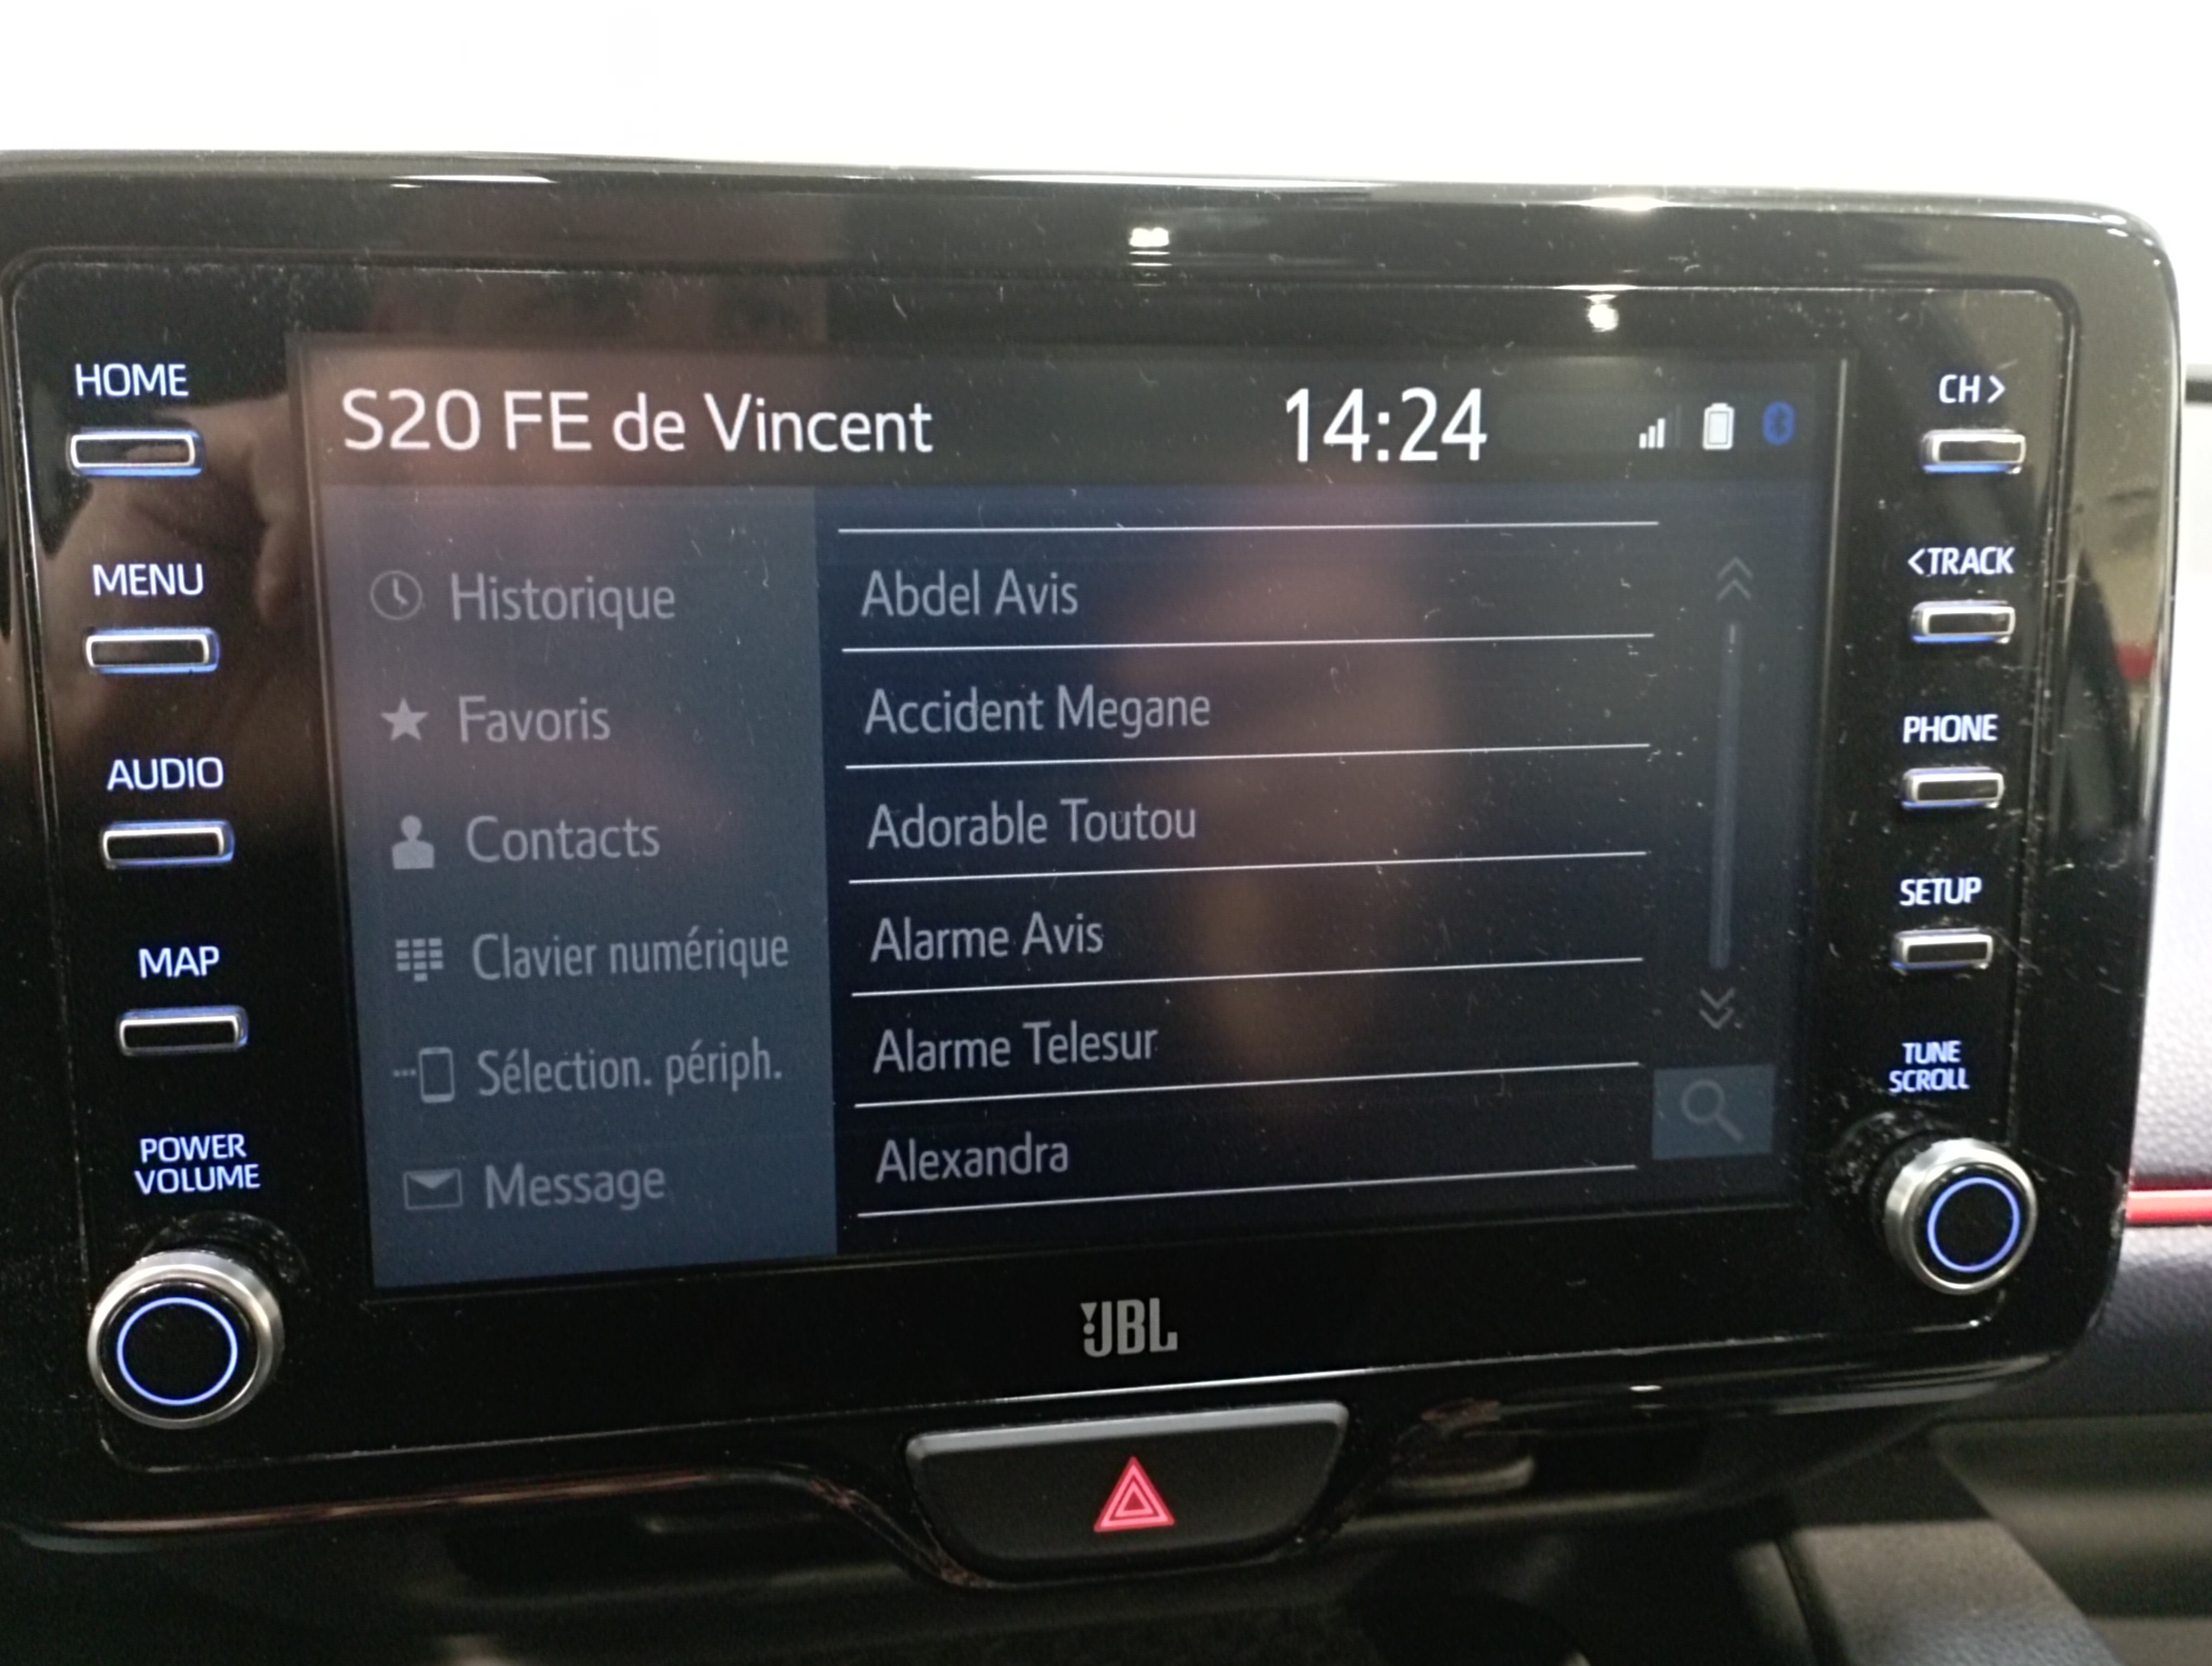 S20 FE de Vincent 14:24
HOME
MENU
AUDIO
MAP
POWER
VOLUME
Historique
Favoris
Contacts
Clavier numérique
Sélection. périph.
Message
Abdel Avis
Accident Megane
Adorable Toutou
Alarme Avis
Alarme Telesur
Alexandra
CH >
< TRACK
PHONE
SETUP
TUNE
SCROLL
JBL